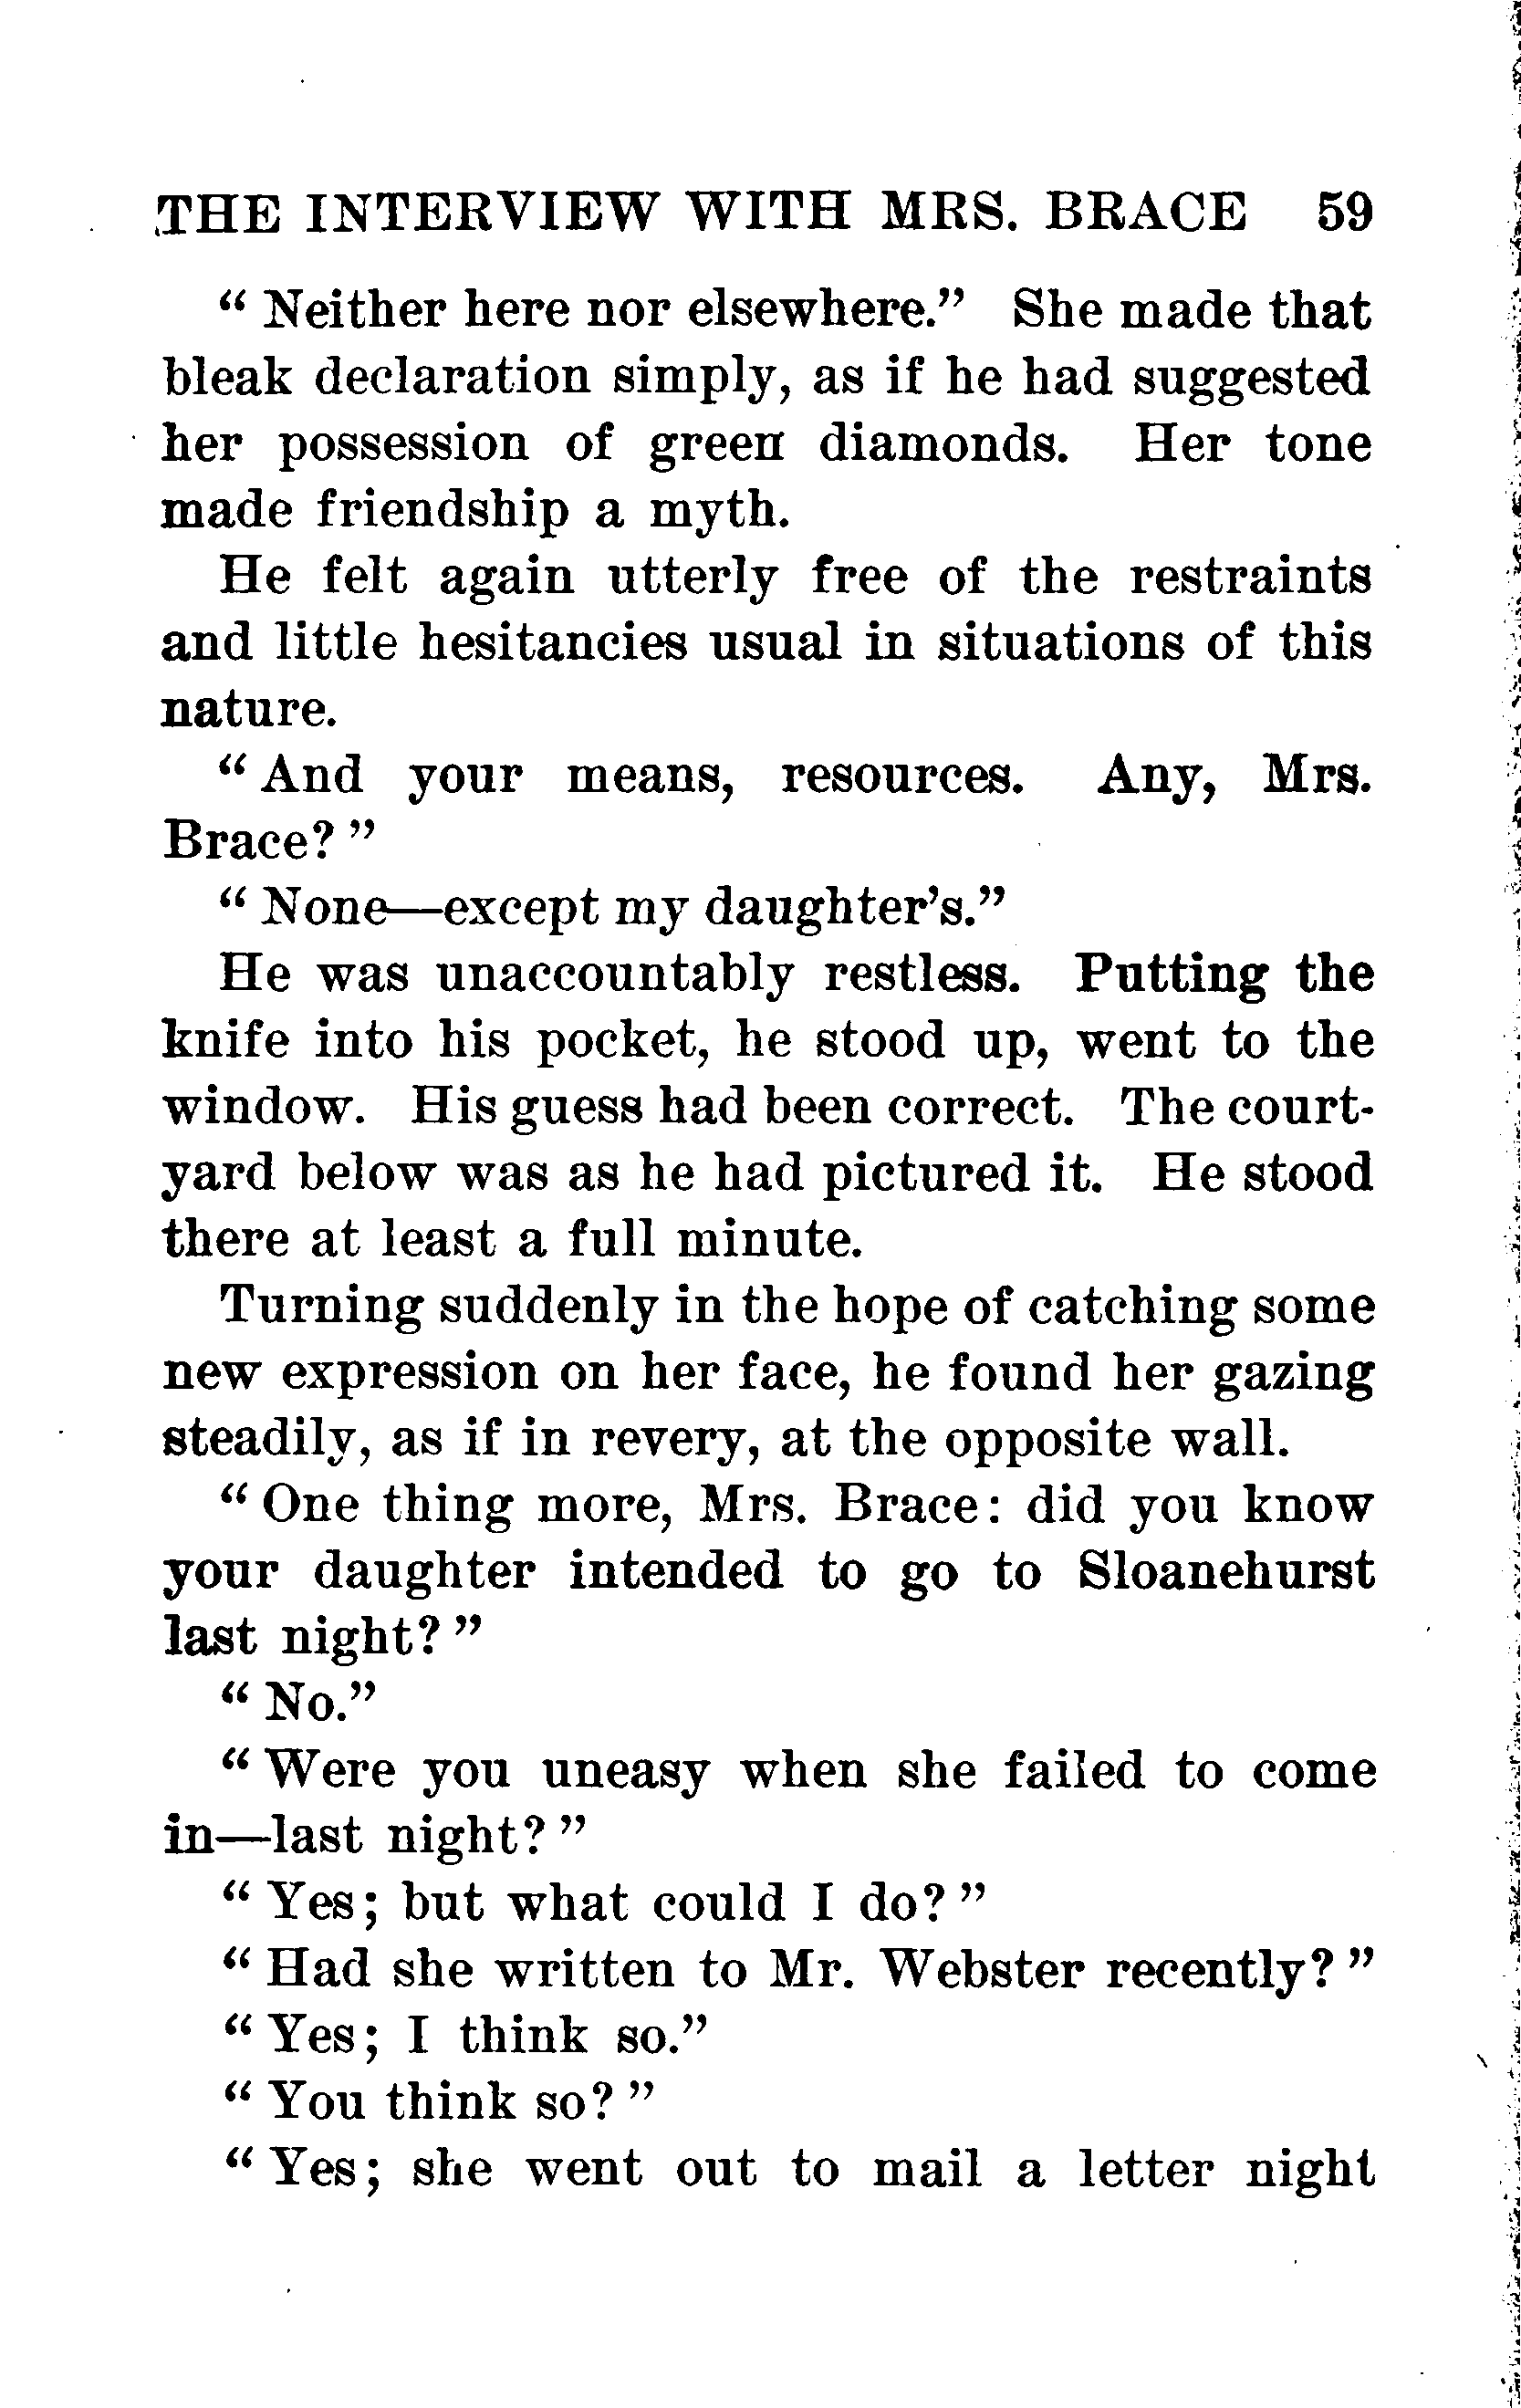 THE INTERVIEW WITH MRS. BRACE 59
" Neither here nor elsewhere." She made that
bleak declaration simply, as if he had suggested
her possession of green diamonds. Her tone
made friendship a myth.
He felt again utterly free of the restraints
and little hesitancies usual in situations of this
nature.
" And your means, resources. Any, Mrs.
Brace? "
" None—except my daughter's."
He was unaccountably restless. Putting the
knife into his pocket, he stood up, went to the
window. His guess had been correct. The court-
yard below was as he had pictured it. He stood
there at least a full minute.
Turning suddenly in the hope of catching some
new expression on her face, he found her gazing
steadily, as if in revery, at the opposite wall.
" One thing more, Mrs. Brace: did you know
your daughter intended to go to Sloanehurst
last night? "
" No."
" Were you uneasy when she failed to come
in—last night? "
" Yes; but what could I do? "
" Had she written to Mr. Webster recently? "
" Yes; I think so."
" You think so? "
" Yes; she went out to mail a letter night